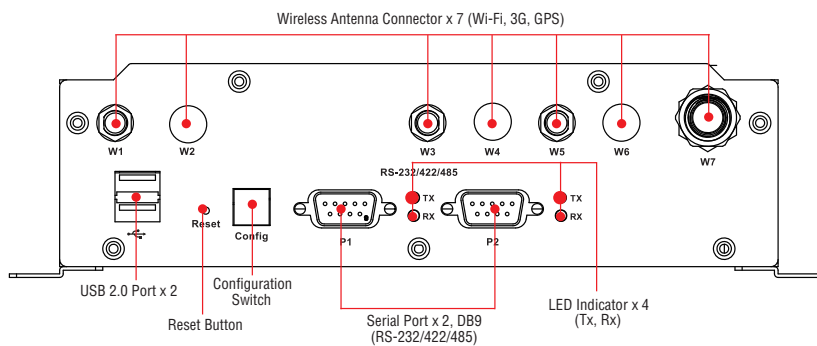 Wireless Antenna Connector x 7 (Wi-Fi, 3G, GPS)
W1
W2
W3
W4
W5
W6
W7
RS-232/422/485
TX
RX
TX
RX
Reset
Config
P1
P2
USB 2.0 Port x 2
Reset Button
Configuration
Switch
Serial Port x 2, DB9
(RS-232/422/485)
LED Indicator x 4
(Tx, Rx)